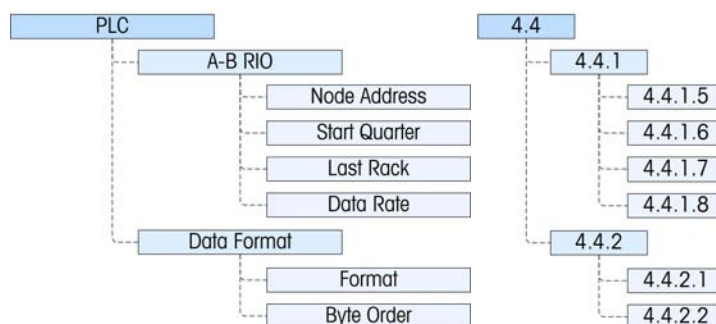 PLC 4.4
A-B RIO 4.4.1
Node Address 4.4.1.5
Start Quarter 4.4.1.6
Last Rack 4.4.1.7
Data Rate 4.4.1.8
Data Format 4.4.2
Format 4.4.2.1
Byte Order 4.4.2.2